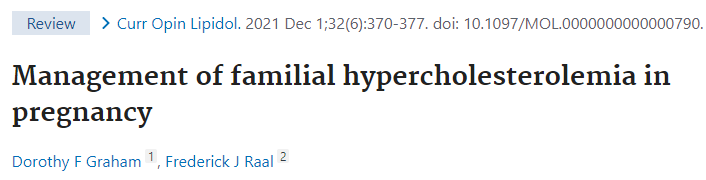 Review > Curr Opin Lipidol. 2021 Dec 1;32(6):370-377. doi: 10.1097/MOL.0000000000000790.
Management of familial hypercholesterolemia in
pregnancy
Dorothy F Graham 1, Frederick J Raal 2